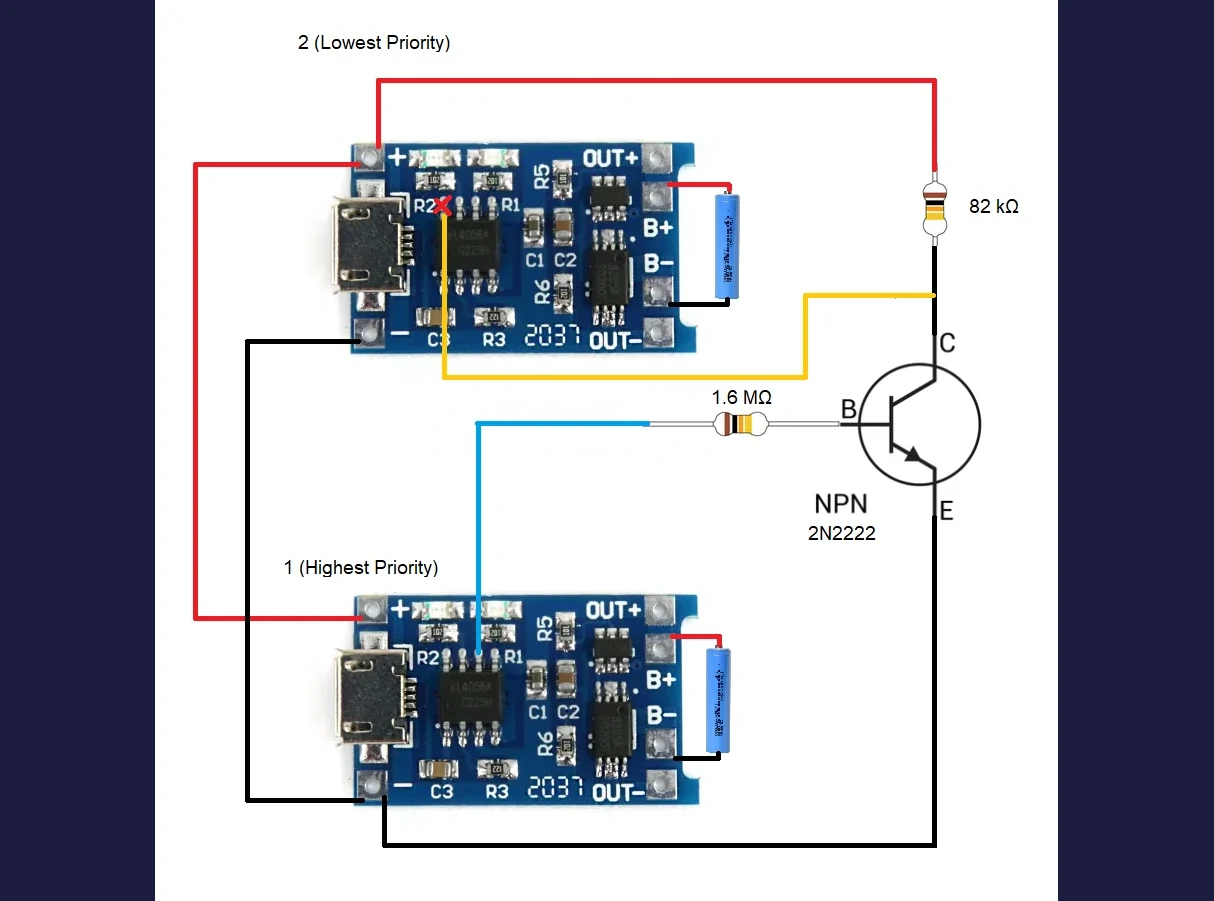 2 (Lowest Priority)
+
OUT+
R5
R2
R1
B+
82 kΩ
C1 C2
B-
R6
-
C3
R3
2037
OUT-
C
1.6 MΩ
B
NPN
E
2N2222
1 (Highest Priority)
+
OUT+
R5
R2
R1
B+
C1 C2
B-
R6
-
C3
R3
2037
OUT-